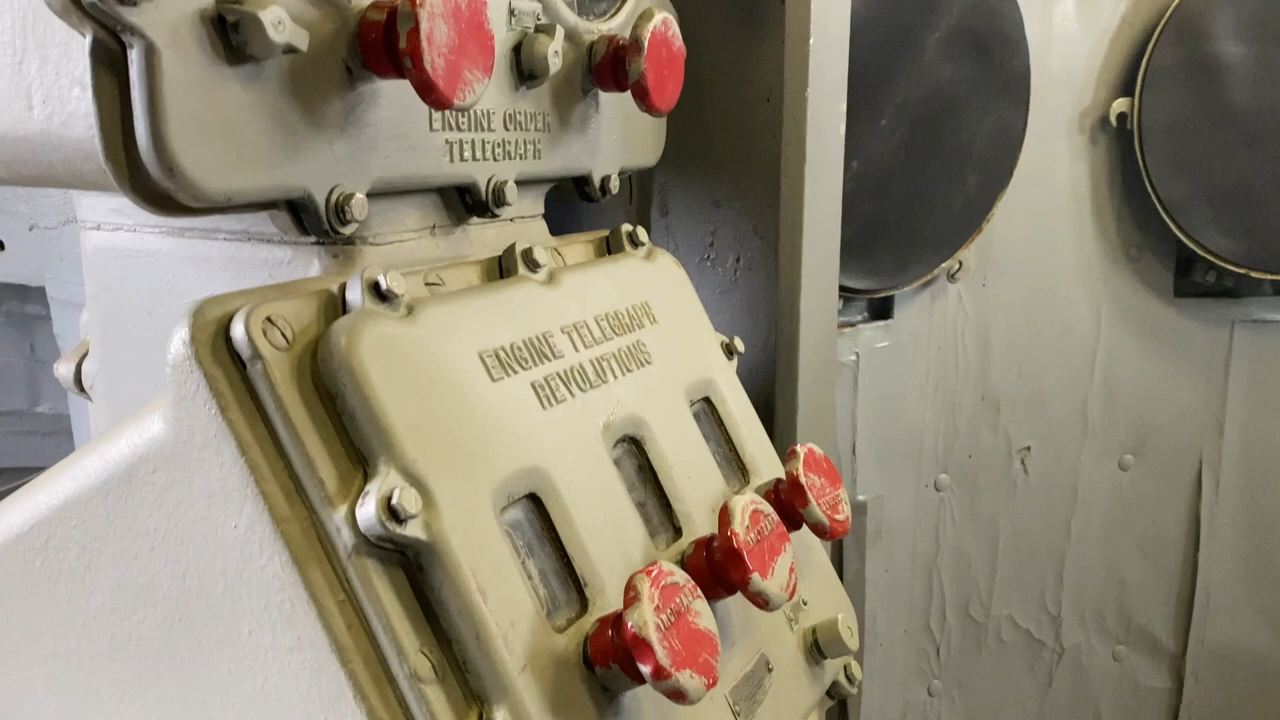 ENGINE ORDER
TELEGRAPH
ENGINE TELEGRAPH
REVOLUTIONS